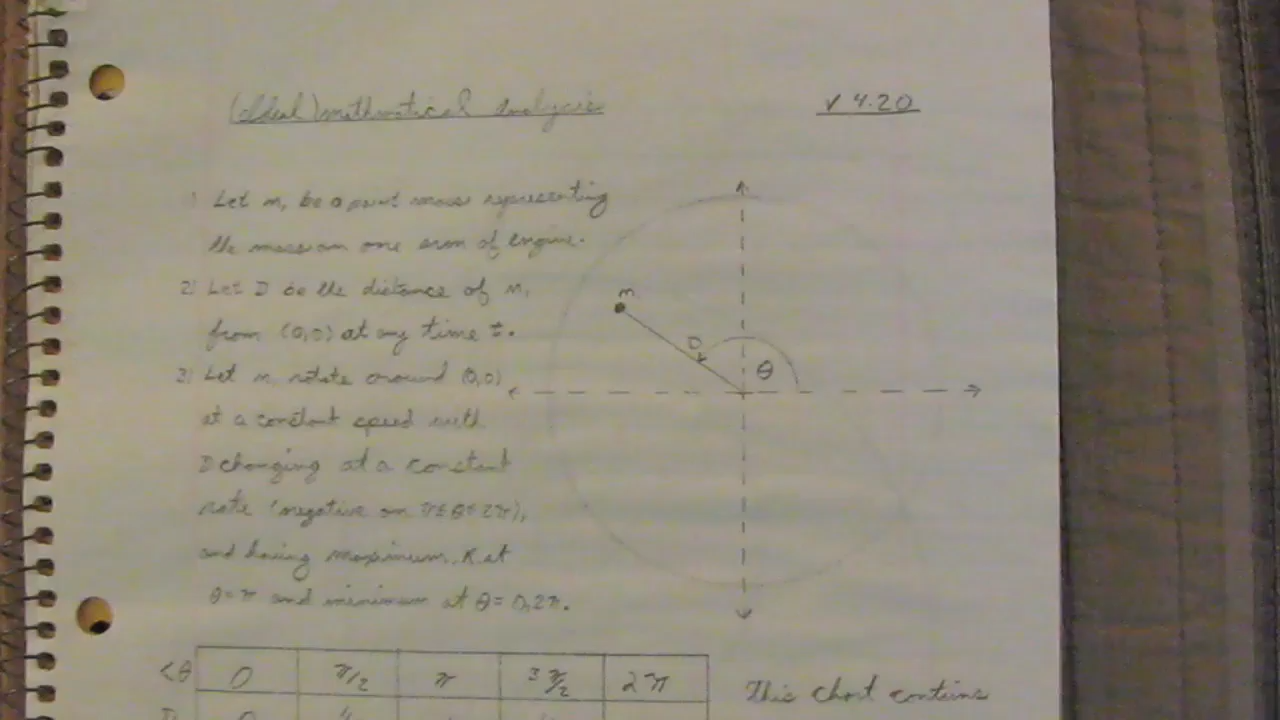 (Ideal) mathematical Analysis
v 4.20
1) Let m, be a point mass representing
the mass on one arm of engine.
2) Let D be the distance of m,
from (0,0) at any time t.
3) Let m rotate around (0,0)
at a constant speed with
D changing at a constant
rate (negative on π≤θ≤2π),
and having maximum K at
θ=π and minimum at θ=0,2π.
m
D
θ
<θ 0 π/2 π 3π/2 2π
This chart contains